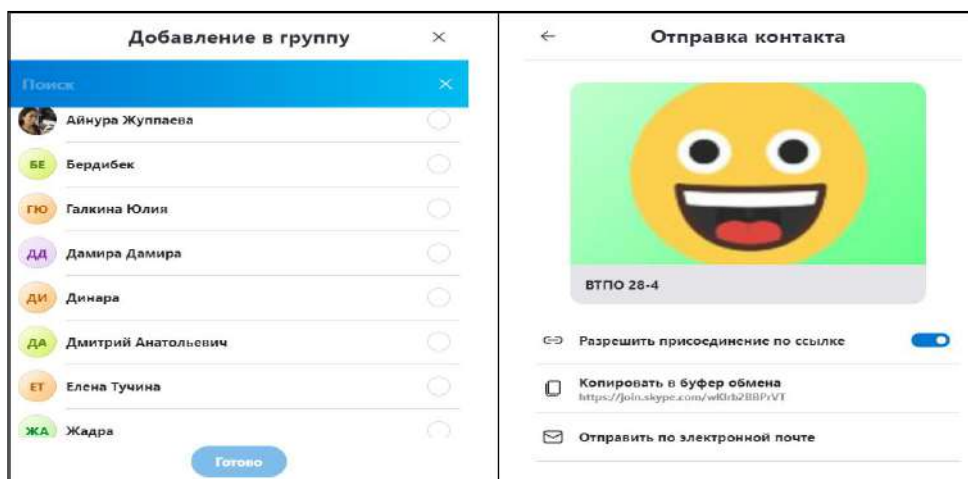 Добавление в группу
Поиск
Айнура Жуппаева
БЕ Бердибек
ГЮ Галкина Юлия
ДД Дамира Дамира
ДИ Динара
ДА Дмитрий Анатольевич
ЕТ Елена Тучина
ЖА Жадра
Готово
Отправка контакта
ВТПО 28-4
Разрешить присоединение по ссылке
Копировать в буфер обмена
Отправить по электронной почте